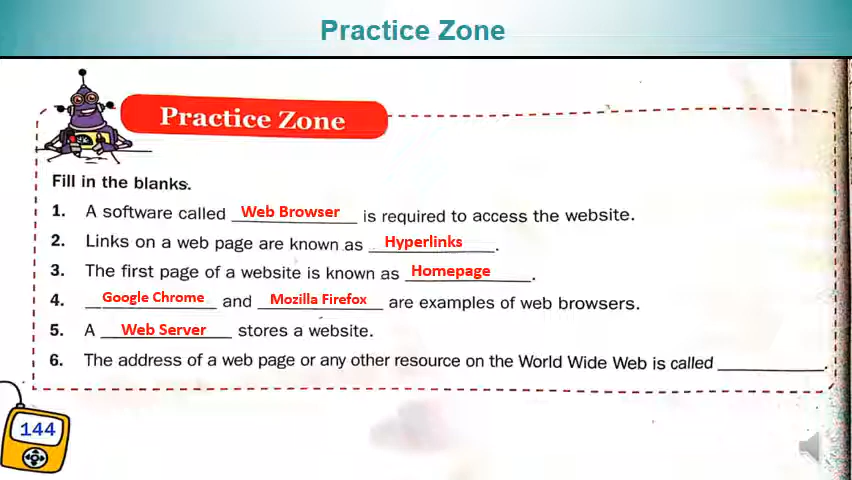 Practice Zone
Practice Zone
Fill in the blanks.
1. A software called Web Browser is required to access the website.
2. Links on a web page are known as Hyperlinks.
3. The first page of a website is known as Homepage.
4. Google Chrome and Mozilla Firefox are examples of web browsers.
5. A Web Server stores a website.
6. The address of a web page or any other resource on the World Wide Web is called ____________.
144